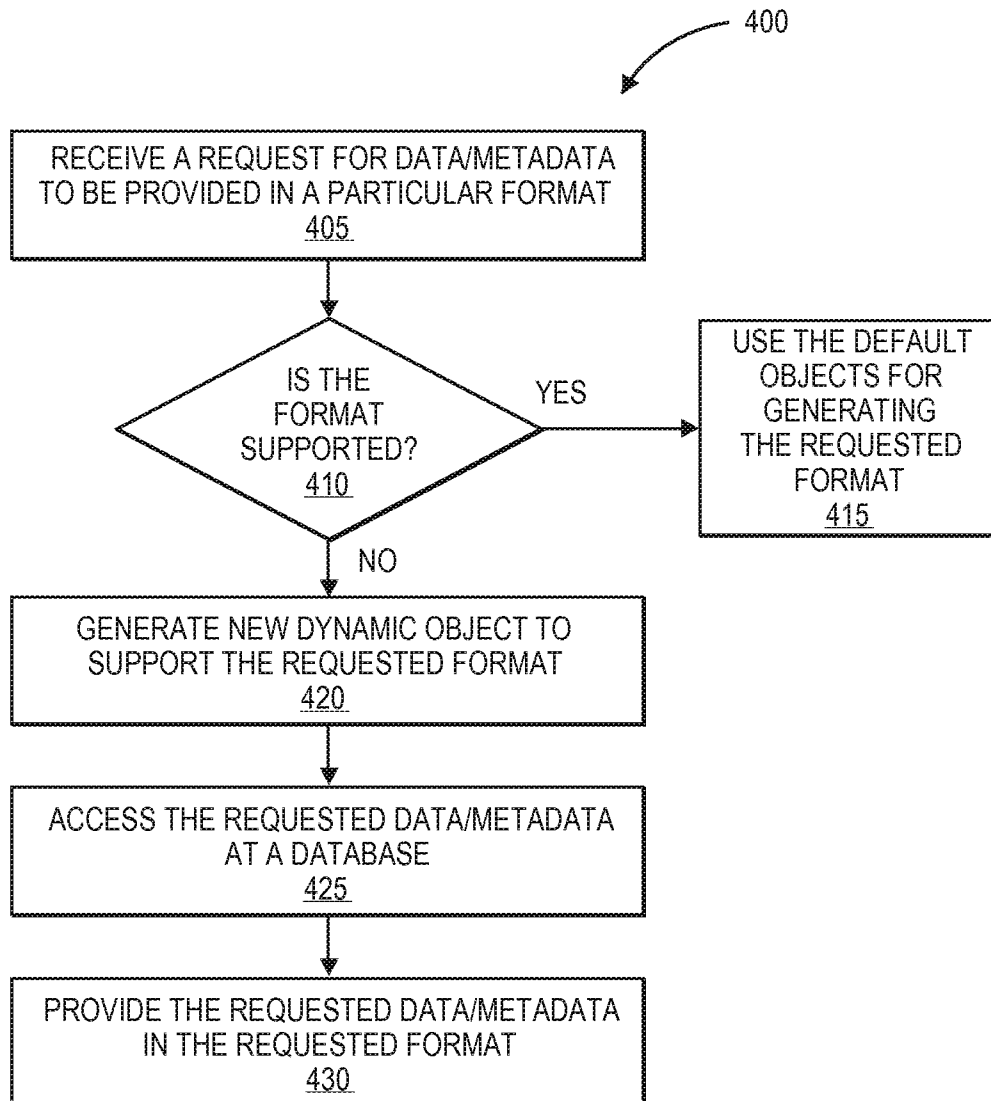 400
RECEIVE A REQUEST FOR DATA/METADATA
TO BE PROVIDED IN A PARTICULAR FORMAT
405
IS THE
FORMAT
SUPPORTED?
410
YES
USE THE DEFAULT
OBJECTS FOR
GENERATING
THE REQUESTED
FORMAT
415
NO
GENERATE NEW DYNAMIC OBJECT TO
SUPPORT THE REQUESTED FORMAT
420
ACCESS THE REQUESTED DATA/METADATA
AT A DATABASE
425
PROVIDE THE REQUESTED DATA/METADATA
IN THE REQUESTED FORMAT
430